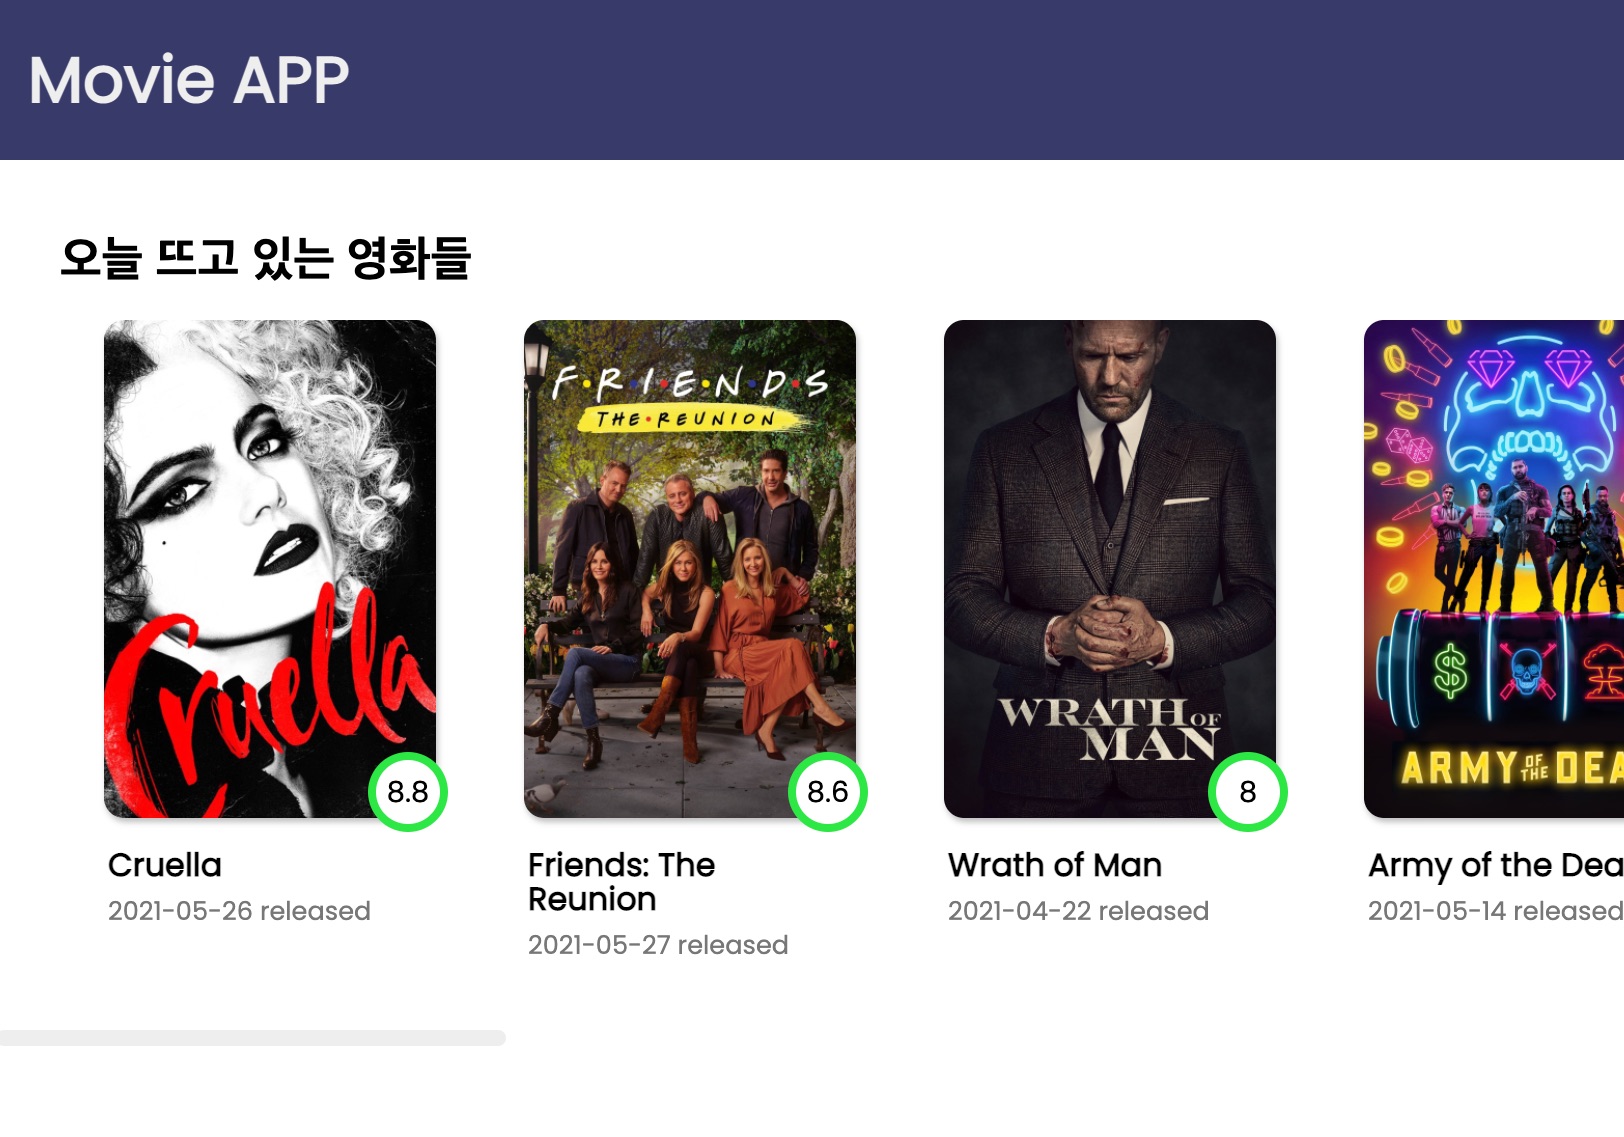 Movie APP
오늘 뜨고 있는 영화들
Cruella
F·R·I·E·N·D·S
THE·REUNION
WRATH OF
MAN
$
ARMY OF THE DEA
8.8
8.6
8
Cruella
Friends: The
Reunion
Wrath of Man
Army of the Dea
2021-05-26 released
2021-05-27 released
2021-04-22 released
2021-05-14 released